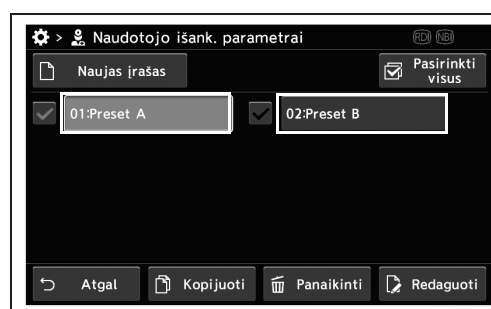 > Naudotojo išank. parametrai RDI NBI
Naujas įrašas
Pasirinkti
visus
01:Preset A 02:Preset B
Atgal Kopijuoti Panaikinti Redaguoti